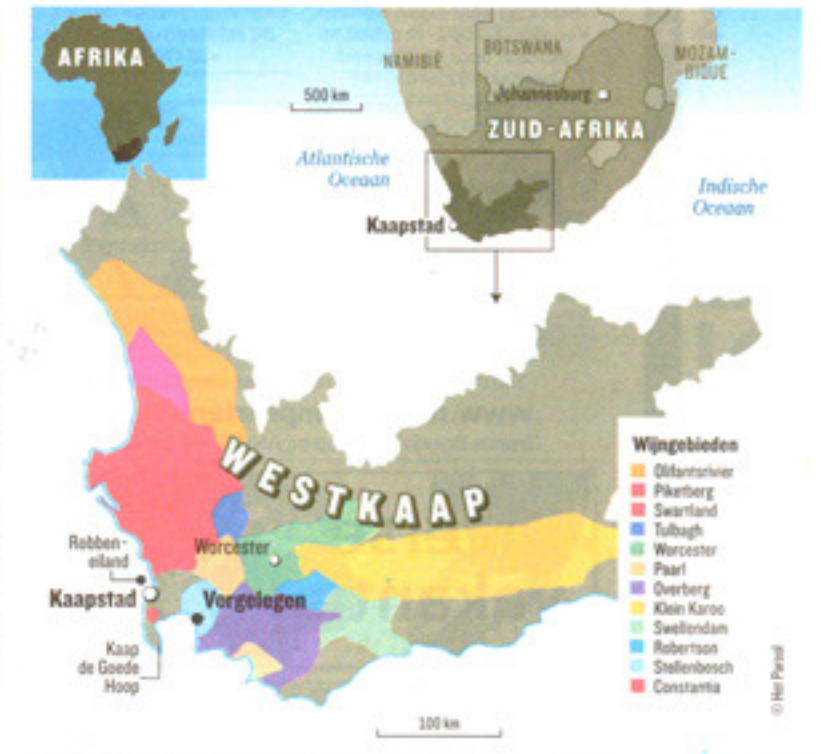 AFRIKA
NAMIBIË
BOTSWANA
MOZAM-
-BIQUE
Johannesburg
500 km
ZUID-AFRIKA
Atlantische
Oceaan
Indische
Oceaan
Kaapstad
WESTKAAP
Wijngebieden
Olifantsrivier
Piketberg
Swartland
Tulbagh
Worcester
Paarl
Overberg
Klein Karoo
Swellendam
Robertson
Stellenbosch
Constantia
Robben-
eiland
Worcester
Kaapstad
Vergelegen
Kaap
de Goede
Hoop
100 km
© Het Parool